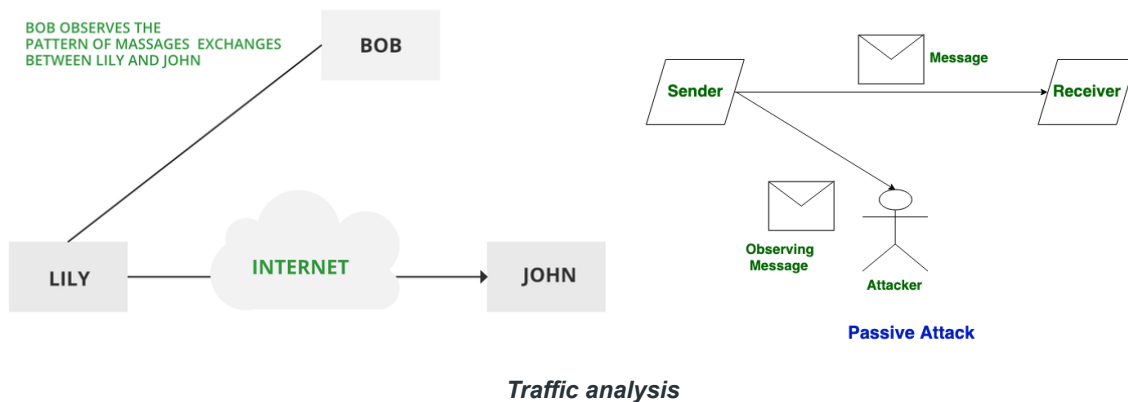 BOB OBSERVES THE
PATTERN OF MASSAGES EXCHANGES
BETWEEN LILY AND JOHN
BOB
LILY
INTERNET
JOHN
Message
Sender
Receiver
Observing
Message
Attacker
Passive Attack
Traffic analysis